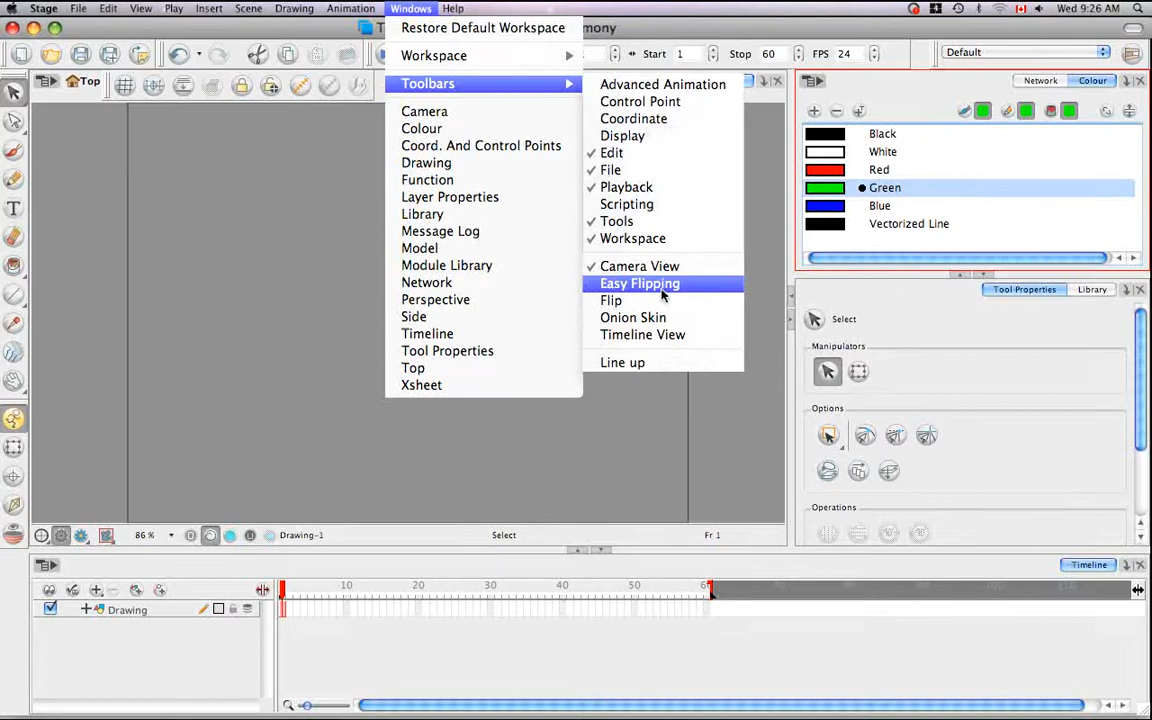 Stage File Edit View Play Insert Scene Drawing Animation Windows Help Wed 9:26 AM
Restore Default Workspace
Workspace
Toolbars
Camera
Colour
Coord. And Control Points
Drawing
Function
Layer Properties
Library
Message Log
Model
Module Library
Network
Perspective
Side
Timeline
Tool Properties
Top
Xsheet
Advanced Animation
Control Point
Coordinate
Display
Edit
File
Playback
Scripting
Tools
Workspace
Camera View
Easy Flipping
Flip
Onion Skin
Timeline View
Line up
Start 1 Stop 60 FPS 24
Default
Top
Network Colour
Black
White
Red
Green
Blue
Vectorized Line
Tool Properties Library
Select
Manipulators
Options
Operations
86 % Drawing-1 Select Fr 1
Timeline
10 20 30 40 50
Drawing